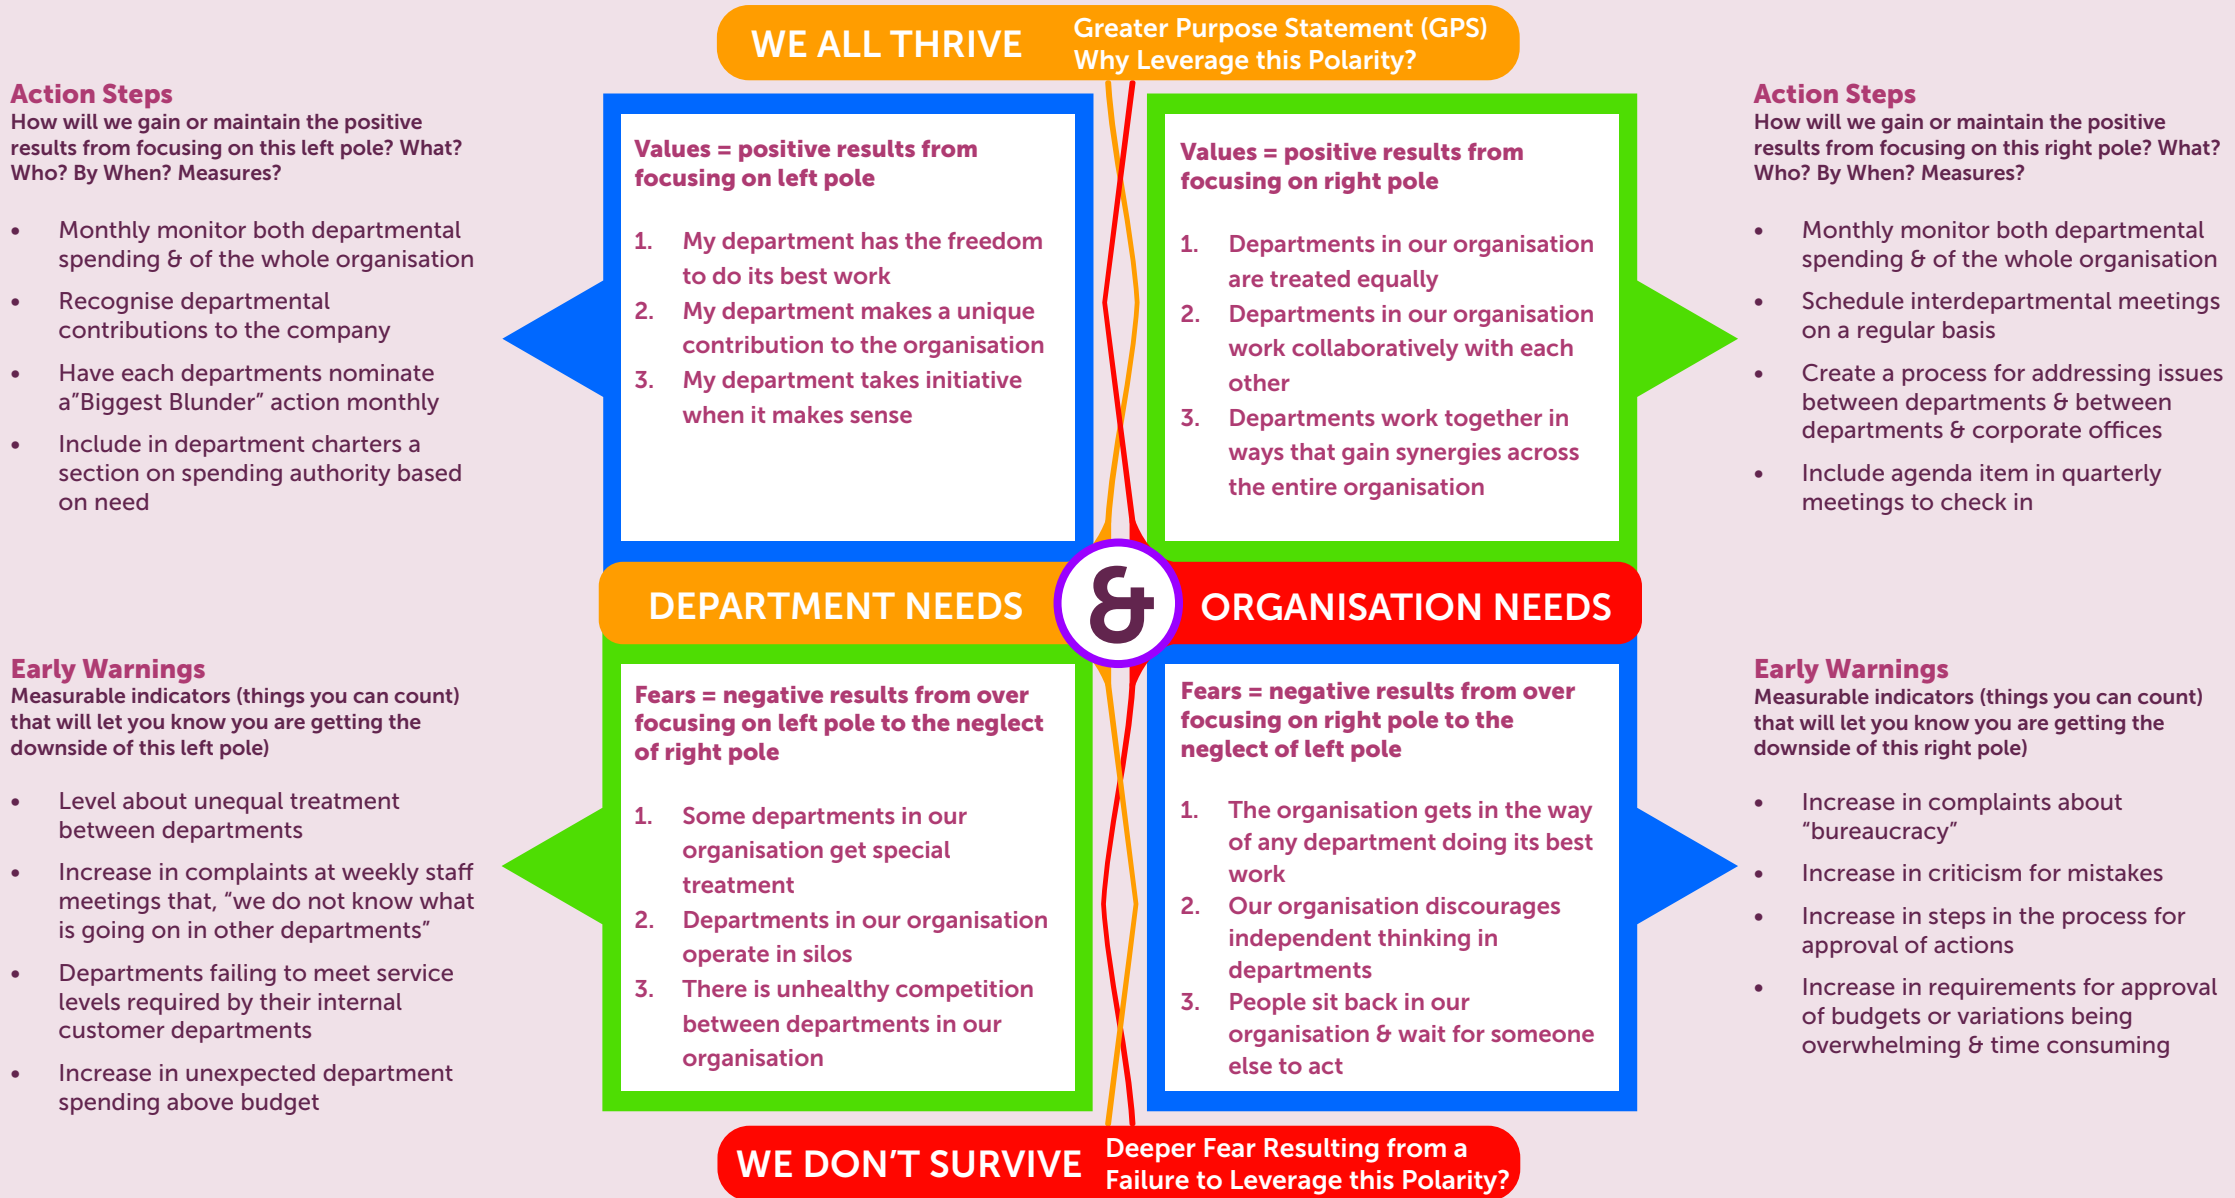 WE ALL THRIVE
Greater Purpose Statement (GPS)
Why Leverage this Polarity?
Action Steps
How will we gain or maintain the positive
results from focusing on this left pole? What?
Who? By When? Measures?
• Monthly monitor both departmental
spending & of the whole organisation
• Recognise departmental
contributions to the company
• Have each departments nominate
a”Biggest Blunder” action monthly
• Include in department charters a
section on spending authority based
on need
Values = positive results from
focusing on left pole
1. My department has the freedom
to do its best work
2. My department makes a unique
contribution to the organisation
3. My department takes initiative
when it makes sense
Values = positive results from
focusing on right pole
1. Departments in our organisation
are treated equally
2. Departments in our organisation
work collaboratively with each
other
3. Departments work together in
ways that gain synergies across
the entire organisation
Action Steps
How will we gain or maintain the positive
results from focusing on this right pole? What?
Who? By When? Measures?
• Monthly monitor both departmental
spending & of the whole organisation
• Schedule interdepartmental meetings
on a regular basis
• Create a process for addressing issues
between departments & between
departments & corporate offices
• Include agenda item in quarterly
meetings to check in
DEPARTMENT NEEDS
&
ORGANISATION NEEDS
Early Warnings
Measurable indicators (things you can count)
that will let you know you are getting the
downside of this left pole)
• Level about unequal treatment
between departments
• Increase in complaints at weekly staff
meetings that, “we do not know what
is going on in other departments”
• Departments failing to meet service
levels required by their internal
customer departments
• Increase in unexpected department
spending above budget
Fears = negative results from over
focusing on left pole to the neglect
of right pole
1. Some departments in our
organisation get special
treatment
2. Departments in our organisation
operate in silos
3. There is unhealthy competition
between departments in our
organisation
Fears = negative results from over
focusing on right pole to the
neglect of left pole
1. The organisation gets in the way
of any department doing its best
work
2. Our organisation discourages
independent thinking in
departments
3. People sit back in our
organisation & wait for someone
else to act
Early Warnings
Measurable indicators (things you can count)
that will let you know you are getting the
downside of this right pole)
• Increase in complaints about
“bureaucracy”
• Increase in criticism for mistakes
• Increase in steps in the process for
approval of actions
• Increase in requirements for approval
of budgets or variations being
overwhelming & time consuming
WE DON’T SURVIVE
Deeper Fear Resulting from a
Failure to Leverage this Polarity?